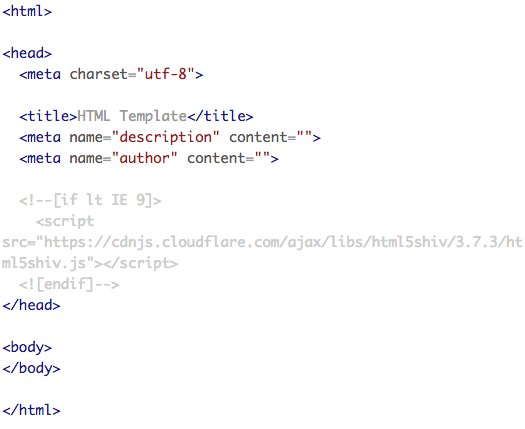 <html>
<head>
<meta charset="utf-8">
<title>HTML Template</title>
<meta name="description" content="">
<meta name="author" content="">
<!--[if lt IE 9]>
<script
src="https://cdnjs.cloudflare.com/ajax/libs/html5shiv/3.7.3/ht
ml5shiv.js"></script>
<![endif]-->
</head>
<body>
</body>
</html>